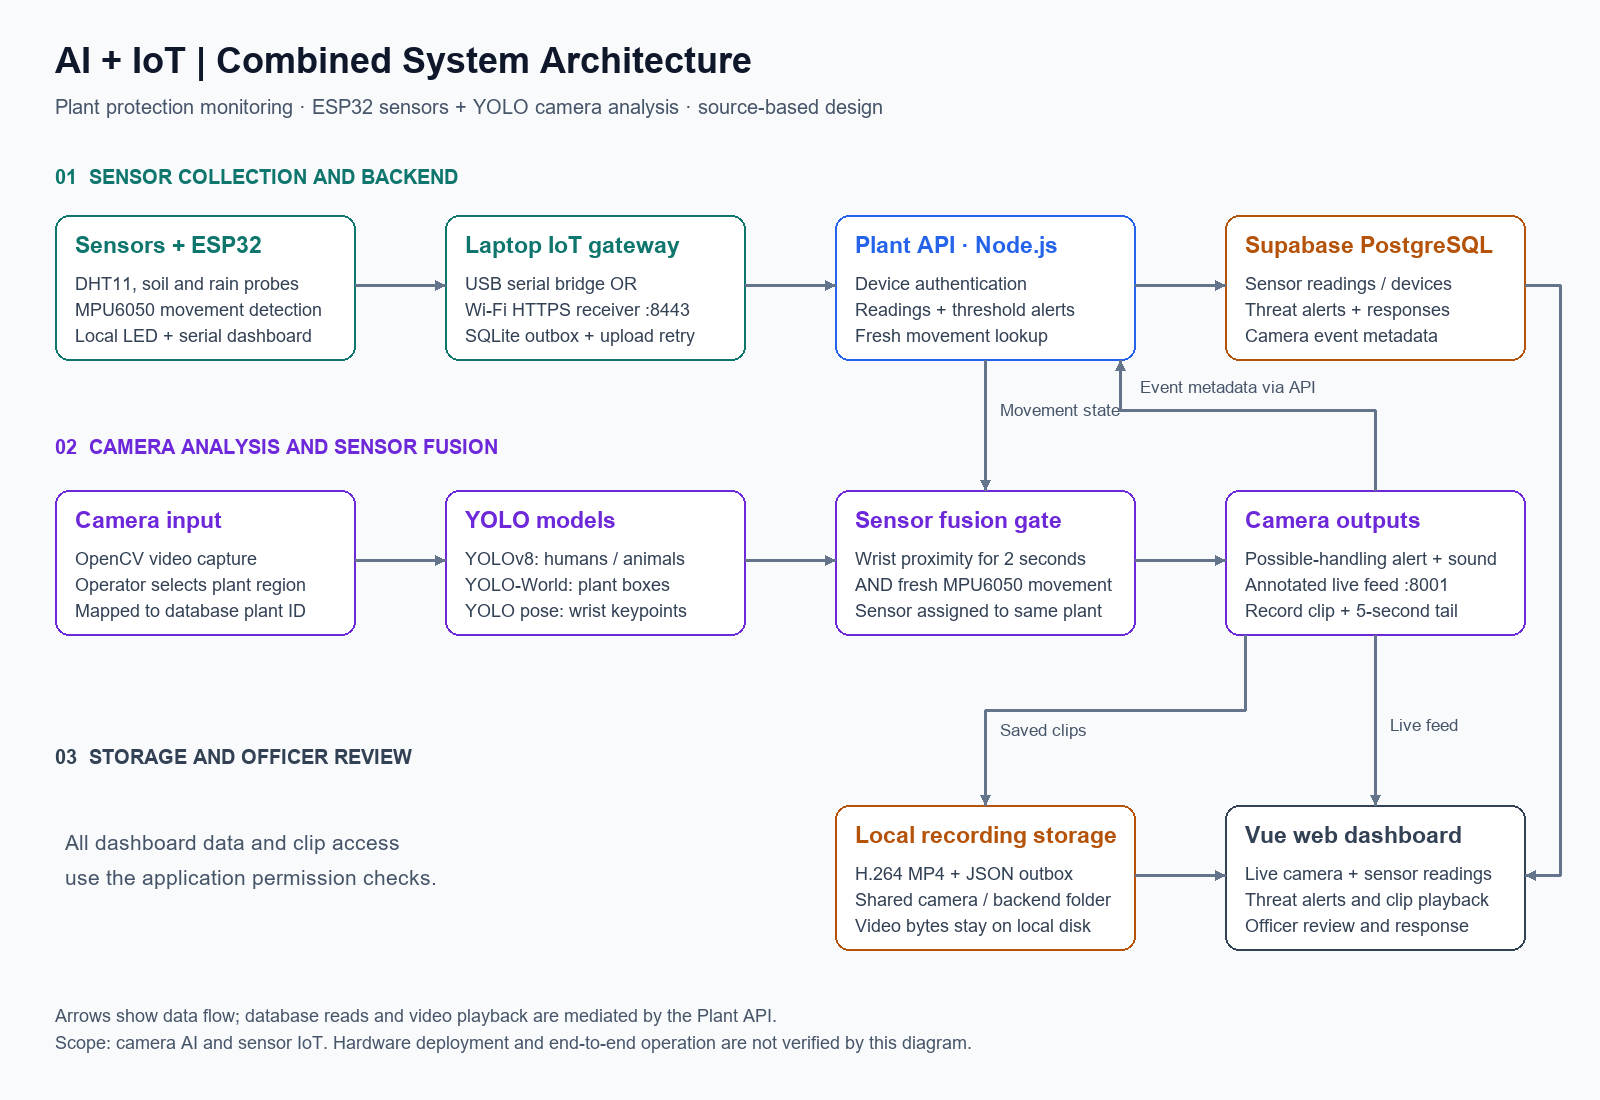 AI + IoT | Combined System Architecture
Plant protection monitoring · ESP32 sensors + YOLO camera analysis · source-based design
01 SENSOR COLLECTION AND BACKEND
Sensors + ESP32
DHT11, soil and rain probes
MPU6050 movement detection
Local LED + serial dashboard
Laptop IoT gateway
USB serial bridge OR
Wi-Fi HTTPS receiver :8443
SQLite outbox + upload retry
Plant API · Node.js
Device authentication
Readings + threshold alerts
Fresh movement lookup
Supabase PostgreSQL
Sensor readings / devices
Threat alerts + responses
Camera event metadata
Event metadata via API
Movement state
02 CAMERA ANALYSIS AND SENSOR FUSION
Camera input
OpenCV video capture
Operator selects plant region
Mapped to database plant ID
YOLO models
YOLOv8: humans / animals
YOLO-World: plant boxes
YOLO pose: wrist keypoints
Sensor fusion gate
Wrist proximity for 2 seconds
AND fresh MPU6050 movement
Sensor assigned to same plant
Camera outputs
Possible-handling alert + sound
Annotated live feed :8001
Record clip + 5-second tail
Saved clips
Live feed
03 STORAGE AND OFFICER REVIEW
All dashboard data and clip access
use the application permission checks.
Local recording storage
H.264 MP4 + JSON outbox
Shared camera / backend folder
Video bytes stay on local disk
Vue web dashboard
Live camera + sensor readings
Threat alerts and clip playback
Officer review and response
Arrows show data flow; database reads and video playback are mediated by the Plant API.
Scope: camera AI and sensor IoT. Hardware deployment and end-to-end operation are not verified by this diagram.